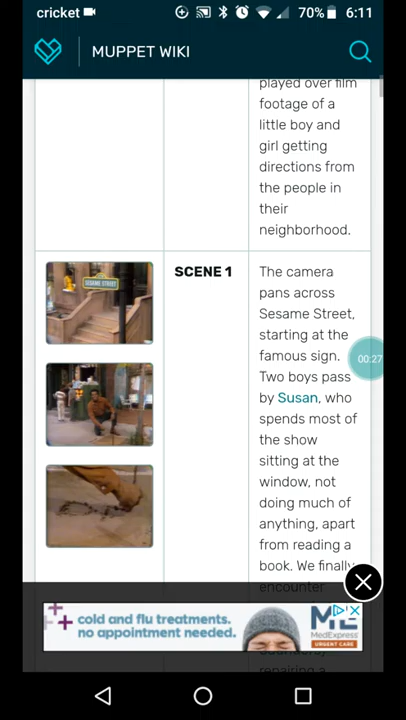 cricket 70% 6:11
MUPPET WIKI
played over film
footage of a
little boy and
girl getting
directions from
the people in
their
neighborhood.
SESAME STREET
SCENE 1
The camera
pans across
Sesame Street,
starting at the
famous sign.
Two boys pass
by Susan, who
spends most of
the show
sitting at the
window, not
doing much of
anything, apart
from reading a
book. We finally
encounter
repairing a
00:27
cold and flu treatments.
no appointment needed.
ME
MedExpress
URGENT CARE